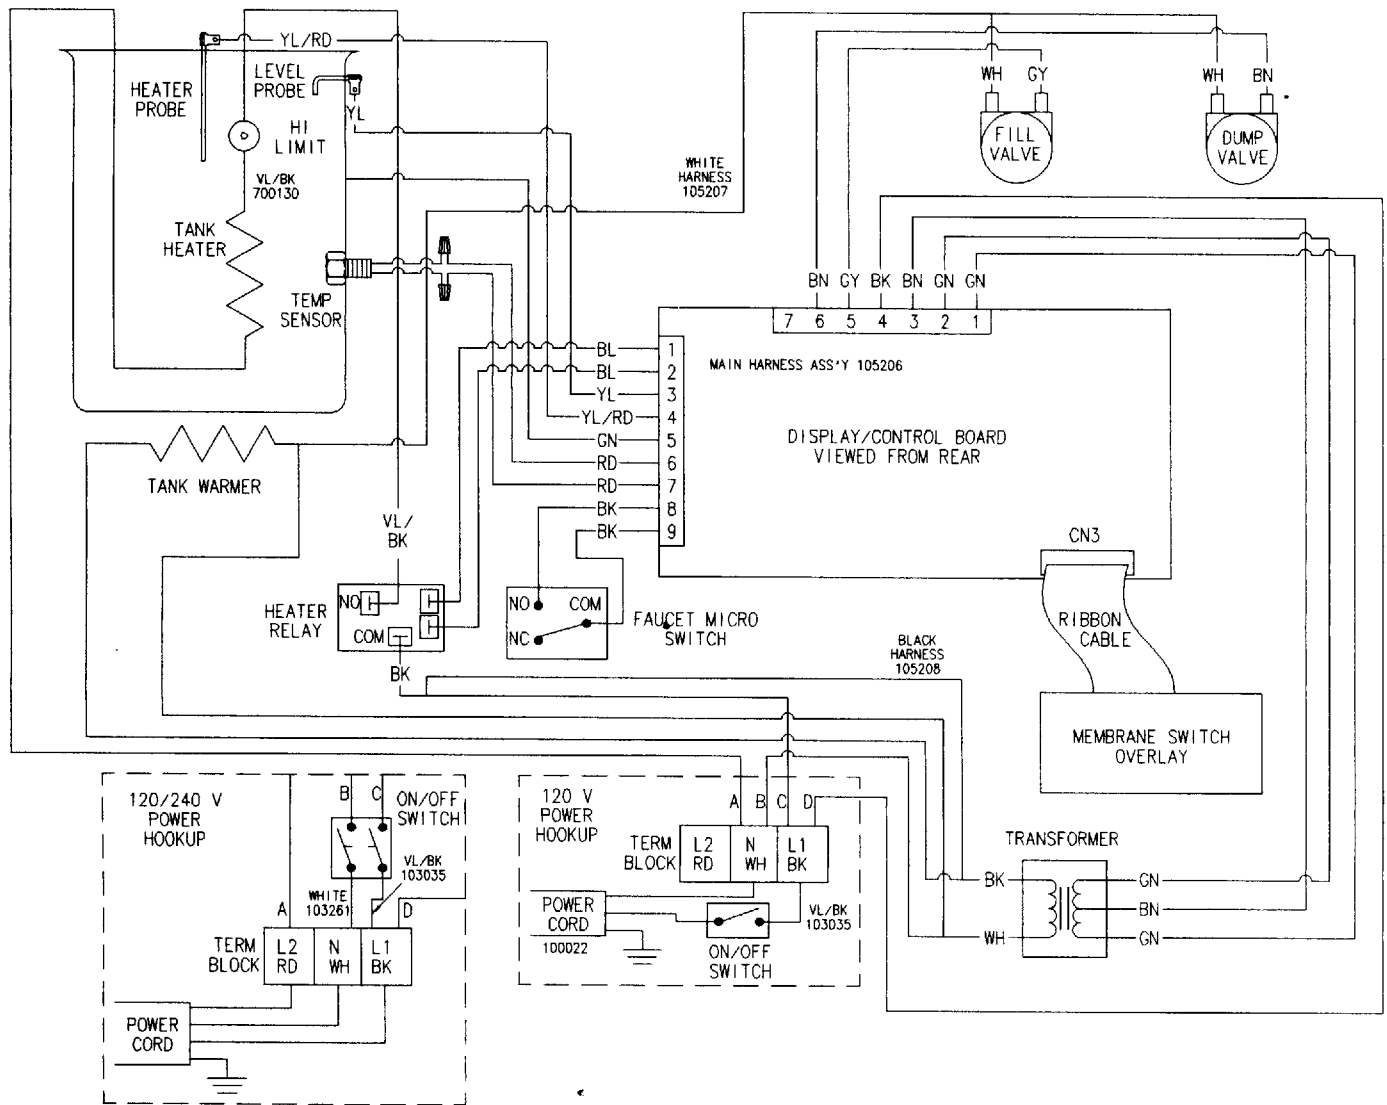 YL/RD
HEATER
PROBE
LEVEL
PROBE
YL
HI
LIMIT
VL/BK
700130
TANK
HEATER
TEMP
SENSOR
WHITE
HARNESS
105207
WH GY
FILL
VALVE
WH BN
DUMP
VALVE
BN GY BK BN GN GN
7 6 5 4 3 2 1
MAIN HARNESS ASS'Y 105206
BL 1
BL 2
YL 3
YL/RD 4
GN 5
RD 6
RD 7
BK 8
BK 9
DISPLAY/CONTROL BOARD
VIEWED FROM REAR
CN3
RIBBON
CABLE
MEMBRANE SWITCH
OVERLAY
TANK WARMER
VL/
BK
HEATER
RELAY
NO
COM
BK
NO COM
NC
FAUCET MICRO
SWITCH
BLACK
HARNESS
105208
120/240 V
POWER
HOOKUP
B C
ON/OFF
SWITCH
VL/BK
103035
WHITE
103261
A D
TERM
BLOCK
L2
RD
N
WH
L1
BK
POWER
CORD
120 V
POWER
HOOKUP
A B C D
TERM
BLOCK
L2
RD
N
WH
L1
BK
POWER
CORD
100022
ON/OFF
SWITCH
VL/BK
103035
TRANSFORMER
BK
WH
GN
BN
GN